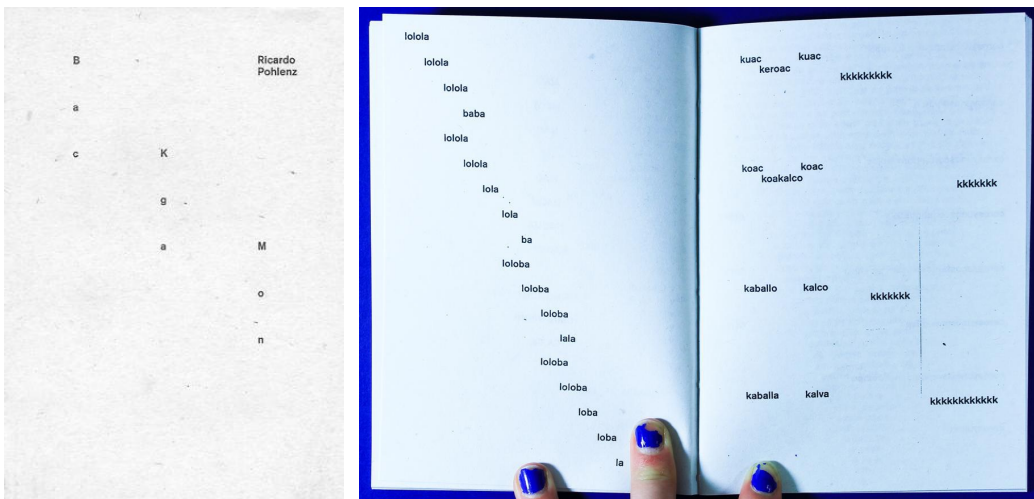 B
a
c
K
g
a
M
o
n
Ricardo
Pohlenz
lolola
lolola
lolola
baba
lolola
lolola
lola
lola
ba
loloba
loloba
loloba
lala
loloba
loloba
loba
loba
la
kuac kuac
keroac kkkkkkkkk
koac koac
koakalco kkkkkkk
kaballo kalco kkkkkkk
kaballa kalva kkkkkkkkkkkk